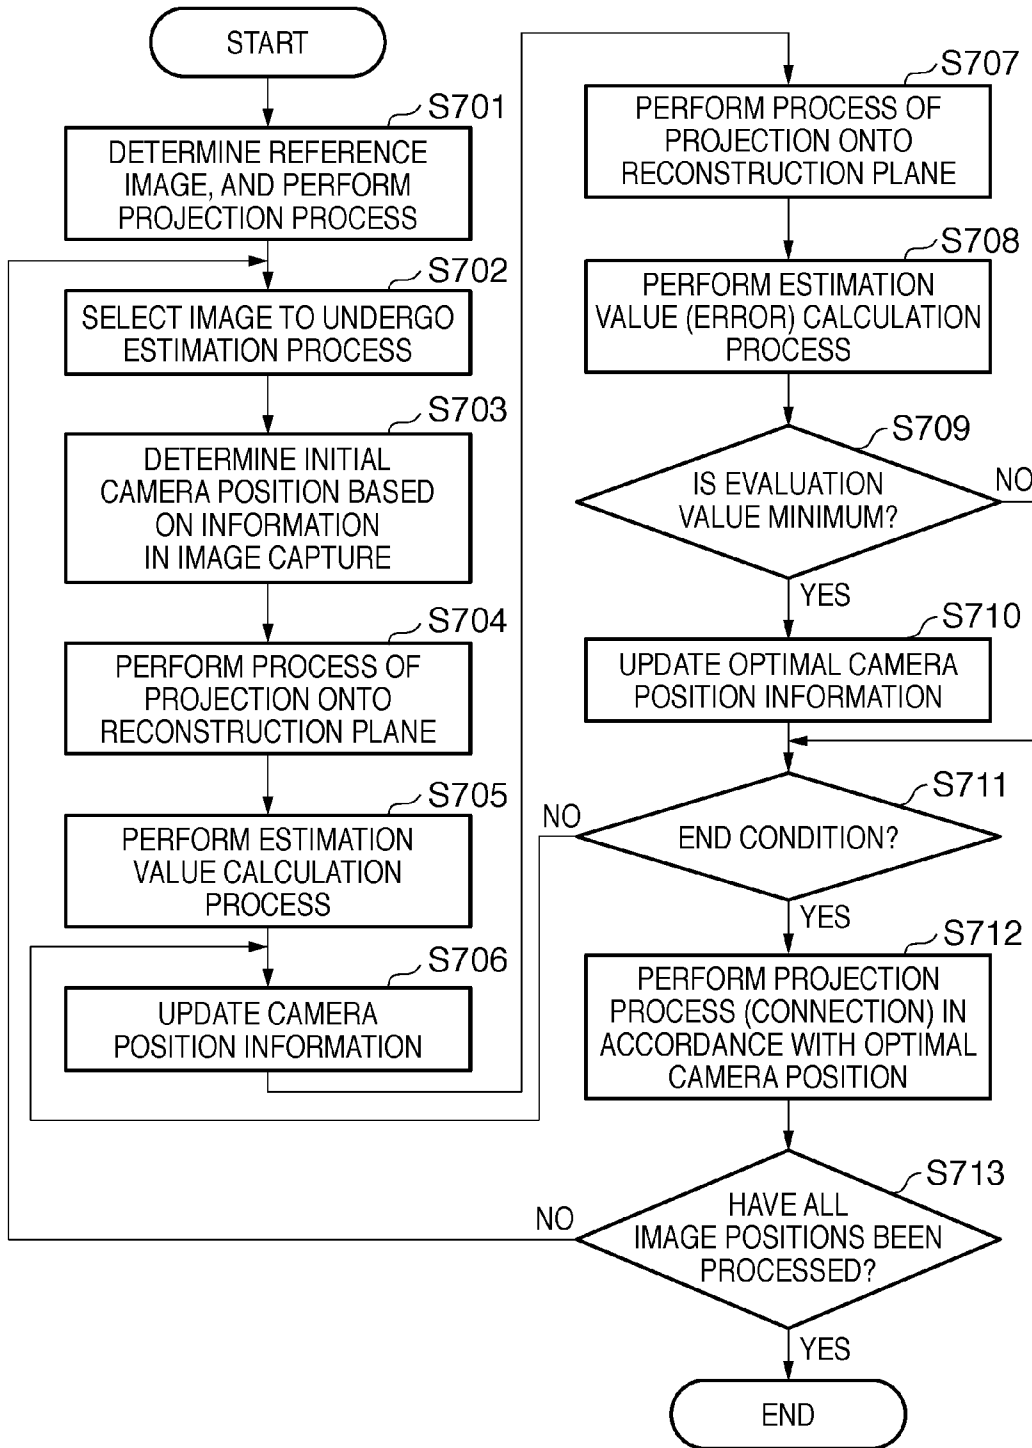 START
S701
DETERMINE REFERENCE
IMAGE, AND PERFORM
PROJECTION PROCESS
S702
SELECT IMAGE TO UNDERGO
ESTIMATION PROCESS
S703
DETERMINE INITIAL
CAMERA POSITION BASED
ON INFORMATION
IN IMAGE CAPTURE
S704
PERFORM PROCESS OF
PROJECTION ONTO
RECONSTRUCTION PLANE
S705
PERFORM ESTIMATION
VALUE CALCULATION
PROCESS
S706
UPDATE CAMERA
POSITION INFORMATION
S707
PERFORM PROCESS OF
PROJECTION ONTO
RECONSTRUCTION PLANE
S708
PERFORM ESTIMATION
VALUE (ERROR) CALCULATION
PROCESS
S709
IS EVALUATION
VALUE MINIMUM?
NO
YES
S710
UPDATE OPTIMAL CAMERA
POSITION INFORMATION
S711
NO
END CONDITION?
YES
S712
PERFORM PROJECTION
PROCESS (CONNECTION) IN
ACCORDANCE WITH OPTIMAL
CAMERA POSITION
S713
NO
HAVE ALL
IMAGE POSITIONS BEEN
PROCESSED?
YES
END